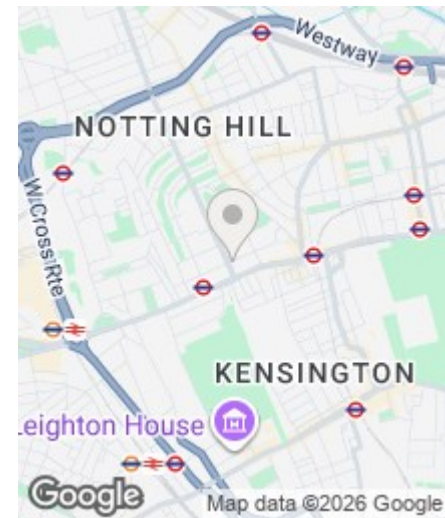 Westway
NOTTING HILL
W Cross Rte
KENSINGTON
Leighton House
Google
Map data ©2026 Google